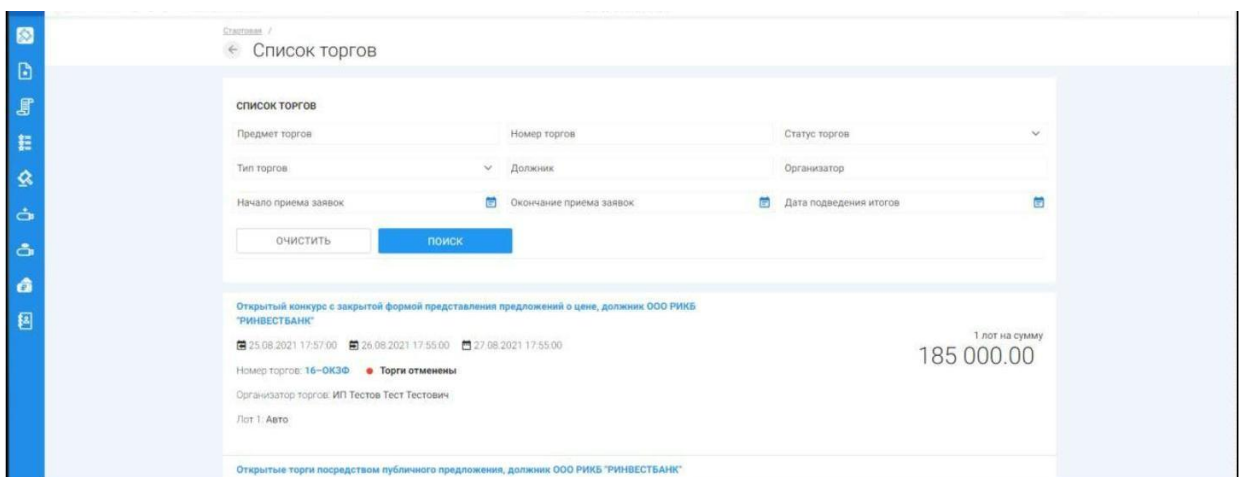 Стартовая /
Список торгов
СПИСОК ТОРГОВ
Предмет торгов
Номер торгов
Статус торгов
Тип торгов
Должник
Организатор
Начало приема заявок
Окончание приема заявок
Дата подведения итогов
ОЧИСТИТЬ
ПОИСК
Открытый конкурс с закрытой формой представления предложений о цене, должник ООО РИКБ
"РИНВЕСТБАНК"
1 лот на сумму
185 000.00
25.08.2021 17:57:00 26.08.2021 17:55:00 27.08.2021 17:55:00
Номер торгов: 16–ОКЗФ Торги отменены
Организатор торгов: ИП Тестов Тест Тестович
Лот 1: Авто
Открытые торги посредством публичного предложения, должник ООО РИКБ "РИНВЕСТБАНК"